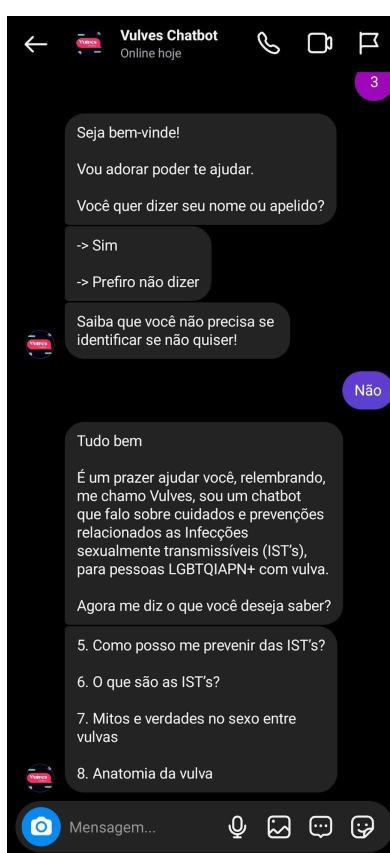 Vulves Chatbot
Online hoje
3
Seja bem-vinde!
Vou adorar poder te ajudar.
Você quer dizer seu nome ou apelido?
-> Sim
-> Prefiro não dizer
Saiba que você não precisa se
identificar se não quiser!
Não
Tudo bem
É um prazer ajudar você, relembrando,
me chamo Vulves, sou um chatbot
que falo sobre cuidados e prevenções
relacionados as Infecções
sexualmente transmissíveis (IST's),
para pessoas LGBTQIAPN+ com vulva.
Agora me diz o que você deseja saber?
5. Como posso me prevenir das IST's?
6. O que são as IST's?
7. Mitos e verdades no sexo entre
vulvas
8. Anatomia da vulva
Mensagem...